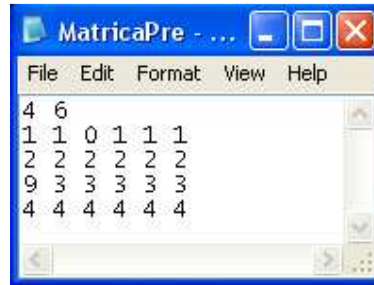 MatricaPre - ...
File Edit Format View Help
4 6
1 1 0 1 1 1
2 2 2 2 2 2
9 3 3 3 3 3
4 4 4 4 4 4